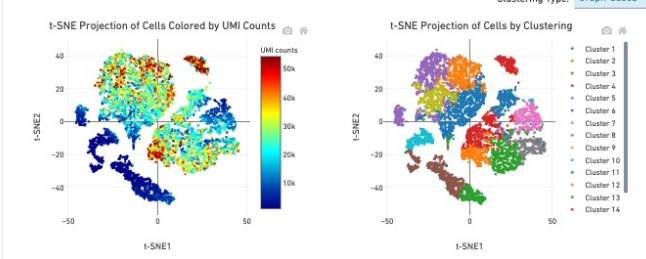 Clustering Type:
t-SNE Projection of Cells Colored by UMI Counts
UMI counts
50k
40k
30k
20k
10k
40
20
0
−20
−40
−50
0
50
t-SNE2
t-SNE1
t-SNE Projection of Cells by Clustering
40
20
0
−20
−40
−50
0
50
t-SNE2
t-SNE1
Cluster 1
Cluster 2
Cluster 3
Cluster 4
Cluster 5
Cluster 6
Cluster 7
Cluster 8
Cluster 9
Cluster 10
Cluster 11
Cluster 12
Cluster 13
Cluster 14